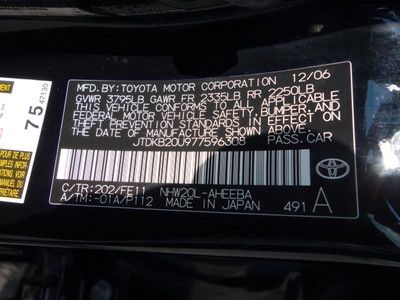 MFD. BY: TOYOTA MOTOR CORPORATION 12/06
GVWR 3795LB GAWR FR 2335LB RR 2250LB
THIS VEHICLE CONFORMS TO ALL APPLICABLE
FEDERAL MOTOR VEHICLE SAFETY, BUMPER, AND
THEFT PREVENTION STANDARDS IN EFFECT ON
THE DATE OF MANUFACTURE SHOWN ABOVE.
JTDKB20U977596308 PASS.CAR
C/TR:202/FE11 NHW20L-AHEEBA
A/TM:-01A/P112 MADE IN JAPAN 491 A
TOYOTA
75 47130